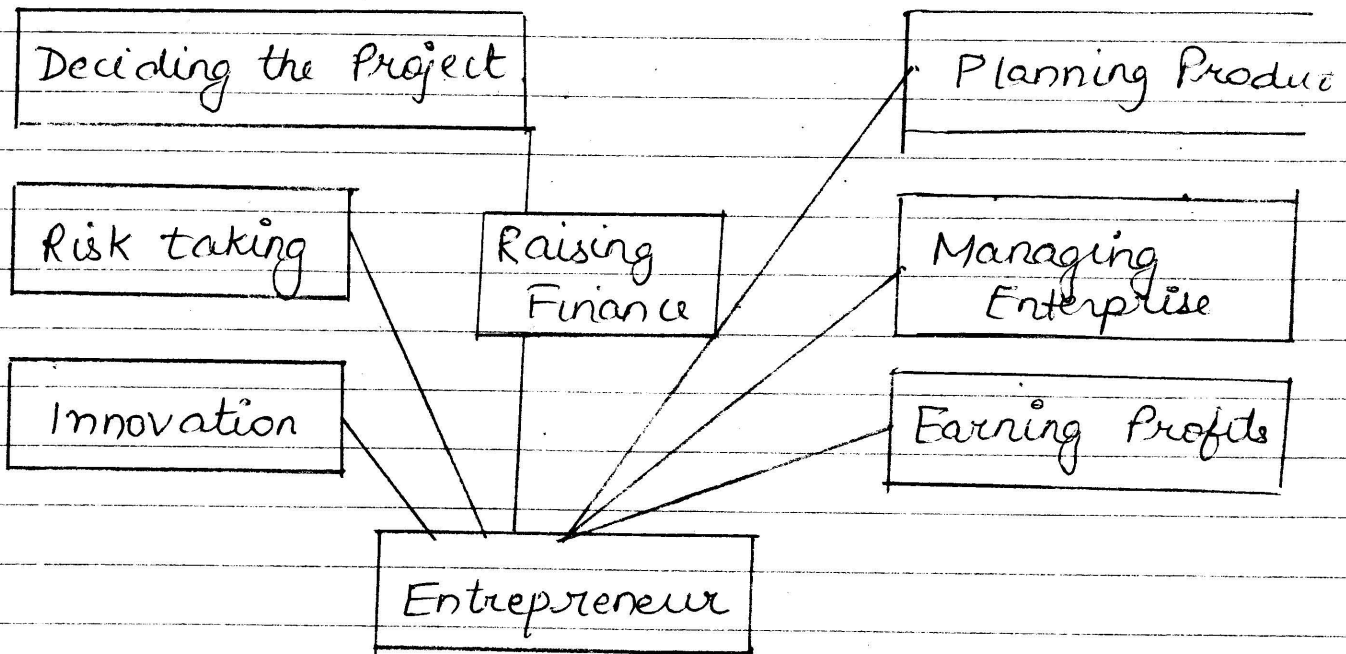 Deciding the Project
Planning Produc
Risk taking
Raising
Finance
Managing
Enterprise
Innovation
Earning Profits
Entrepreneur